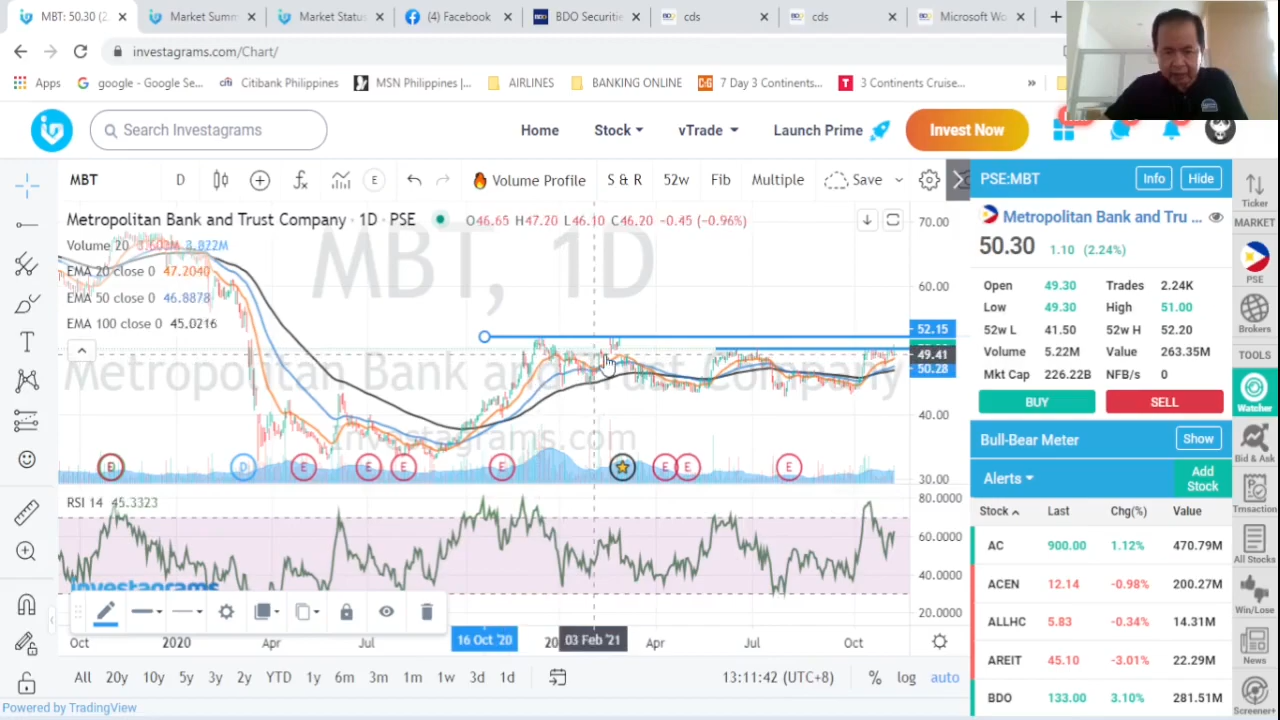 MBT: 50.30 (2.
Market Summ
Market Status
(4) Facebook
BDO Securitie
cds
cds
Microsoft Wo
investagrams.com/Chart/
Apps
google - Google Se...
Citibank Philippines
MSN Philippines |...
AIRLINES
BANKING ONLINE
7 Day 3 Continents...
3 Continents Cruise...
Search Investagrams
Home
Stock
vTrade
Launch Prime
Invest Now
MBT
D
E
Volume Profile
S & R
52w
Fib
Multiple
Save
PSE:MBT
Info
Hide
Metropolitan Bank and Trust Company · 1D · PSE
O46.65 H47.20 L46.10 C46.20 -0.45 (-0.96%)
Volume 20 3.603M 3.822M
EMA 20 close 0 47.2040
EMA 50 close 0 46.8878
EMA 100 close 0 45.0216
MBT, 1D
Metropolitan Bank and Trust Company
investagrams.com
70.00
60.00
52.15
49.41
50.28
40.00
30.00
D
D
E
E
E
E
E
E
E
RSI 14 45.3323
80.0000
60.0000
40.0000
20.0000
investagrams
Oct
2020
Apr
Jul
16 Oct '20
03 Feb '21
Apr
Jul
Oct
All
20y
10y
5y
3y
2y
YTD
1y
6m
3m
1m
1w
3d
1d
13:11:42 (UTC+8)
%
log
auto
Powered by TradingView
Metropolitan Bank and Tru ...
50.30 1.10 (2.24%)
Open 49.30 Trades 2.24K
Low 49.30 High 51.00
52w L 41.50 52w H 52.20
Volume 5.22M Value 263.35M
Mkt Cap 226.22B NFB/s 0
BUY
SELL
Bull-Bear Meter
Show
Alerts
Add Stock
Stock Last Chg(%) Value
AC 900.00 1.12% 470.79M
ACEN 12.14 -0.98% 200.27M
ALLHC 5.83 -0.34% 14.31M
AREIT 45.10 -3.01% 22.29M
BDO 133.00 3.10% 281.51M
Ticker
MARKET
PSE
Brokers
TOOLS
Watcher
Bid & Ask
Trnsaction
All Stocks
Win/Lose
News
Screener+